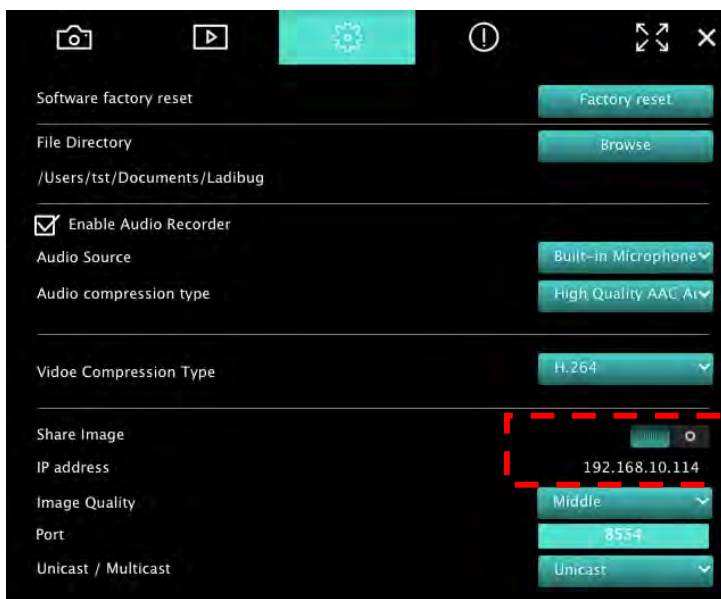 Software factory reset Factory reset
File Directory Browse
/Users/tst/Documents/Ladibug
Enable Audio Recorder
Audio Source Built-in Microphone
Audio compression type High Quality AAC
Vidoe Compression Type H.264
Share Image
IP address 192.168.10.114
Image Quality Middle
Port 8554
Unicast / Multicast Unicast